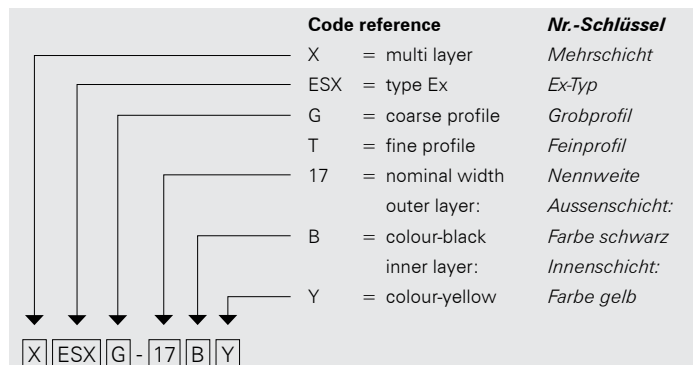 Code reference Nr.-Schlüssel
X = multi layer Mehrschicht
ESX = type Ex Ex-Typ
G = coarse profile Grobprofil
T = fine profile Feinprofil
17 = nominal width Nennweite
outer layer: Aussenschicht:
B = colour-black Farbe schwarz
inner layer: Innenschicht:
Y = colour-yellow Farbe gelb
X ESX G - 17 B Y